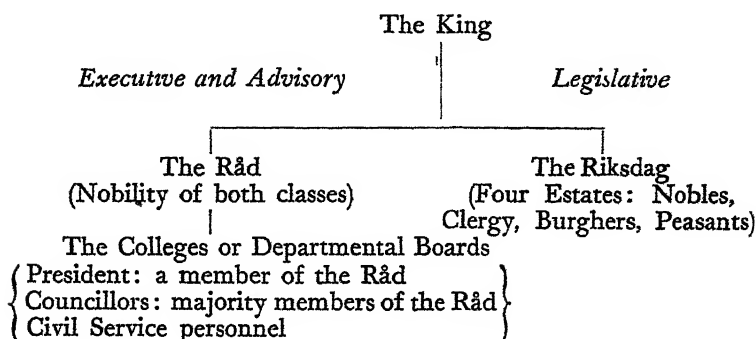 The King
Executive and Advisory
Legislative
The Råd
(Nobility of both classes)
The Riksdag
(Four Estates: Nobles,
Clergy, Burghers, Peasants)
The Colleges or Departmental Boards
President: a member of the Råd
Councillors: majority members of the Råd
Civil Service personnel